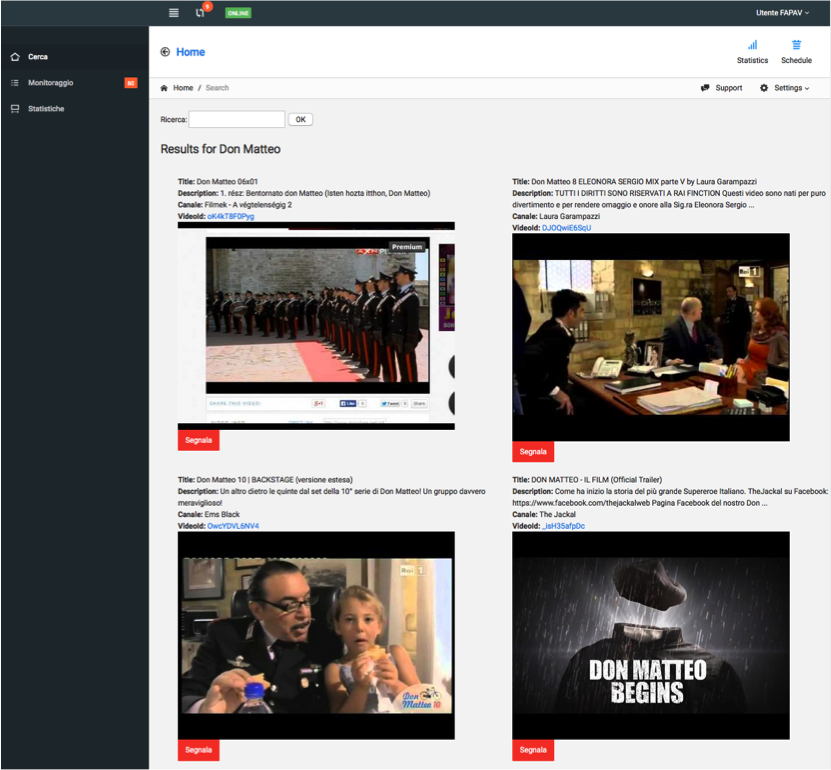 9
ONLINE
Utente FAPAV
Cerca
Monitoraggio
Statistiche
Home
Statistics
Schedule
Home / Search
Support
Settings
Ricerca:
OK
Results for Don Matteo
Title: Don Matteo 06x01
Description: 1. rész: Bentornato don Matteo (Isten hozta itthon, Don Matteo)
Canale: Filmek - A végtelenségig 2
VideoId: oK4kT8F0Pyg
Premium
SHARE THIS VIDEO:
Like
Tweet
Share
Segnala
Title: Don Matteo 8 ELEONORA SERGIO MIX parte V by Laura Garampazzi
Description: TUTTI I DIRITTI SONO RISERVATI A RAI FINCTION Questi video sono nati per puro
divertimento e per rendere omaggio e onore alla Sig.ra Eleonora Sergio ...
Canale: Laura Garampazzi
VideoId: DJOQwiE6SqU
Rai 1
Segnala
Title: Don Matteo 10 | BACKSTAGE (versione estesa)
Description: Un altro dietro le quinte dal set della 10° serie di Don Matteo! Un gruppo davvero
meraviglioso!
Canale: Ems Black
VideoId: OwcYDVL6NV4
Rai 1
Don
Matteo 10
Segnala
Title: DON MATTEO - IL FILM (Official Trailer)
Description: Come ha inizio la storia del più grande Supereroe Italiano. TheJackal su Facebook:
https://www.facebook.com/thejackalweb Pagina Facebook del nostro Don ...
Canale: The Jackal
VideoId: _isH35afpDc
DON MATTEO
BEGINS
Segnala